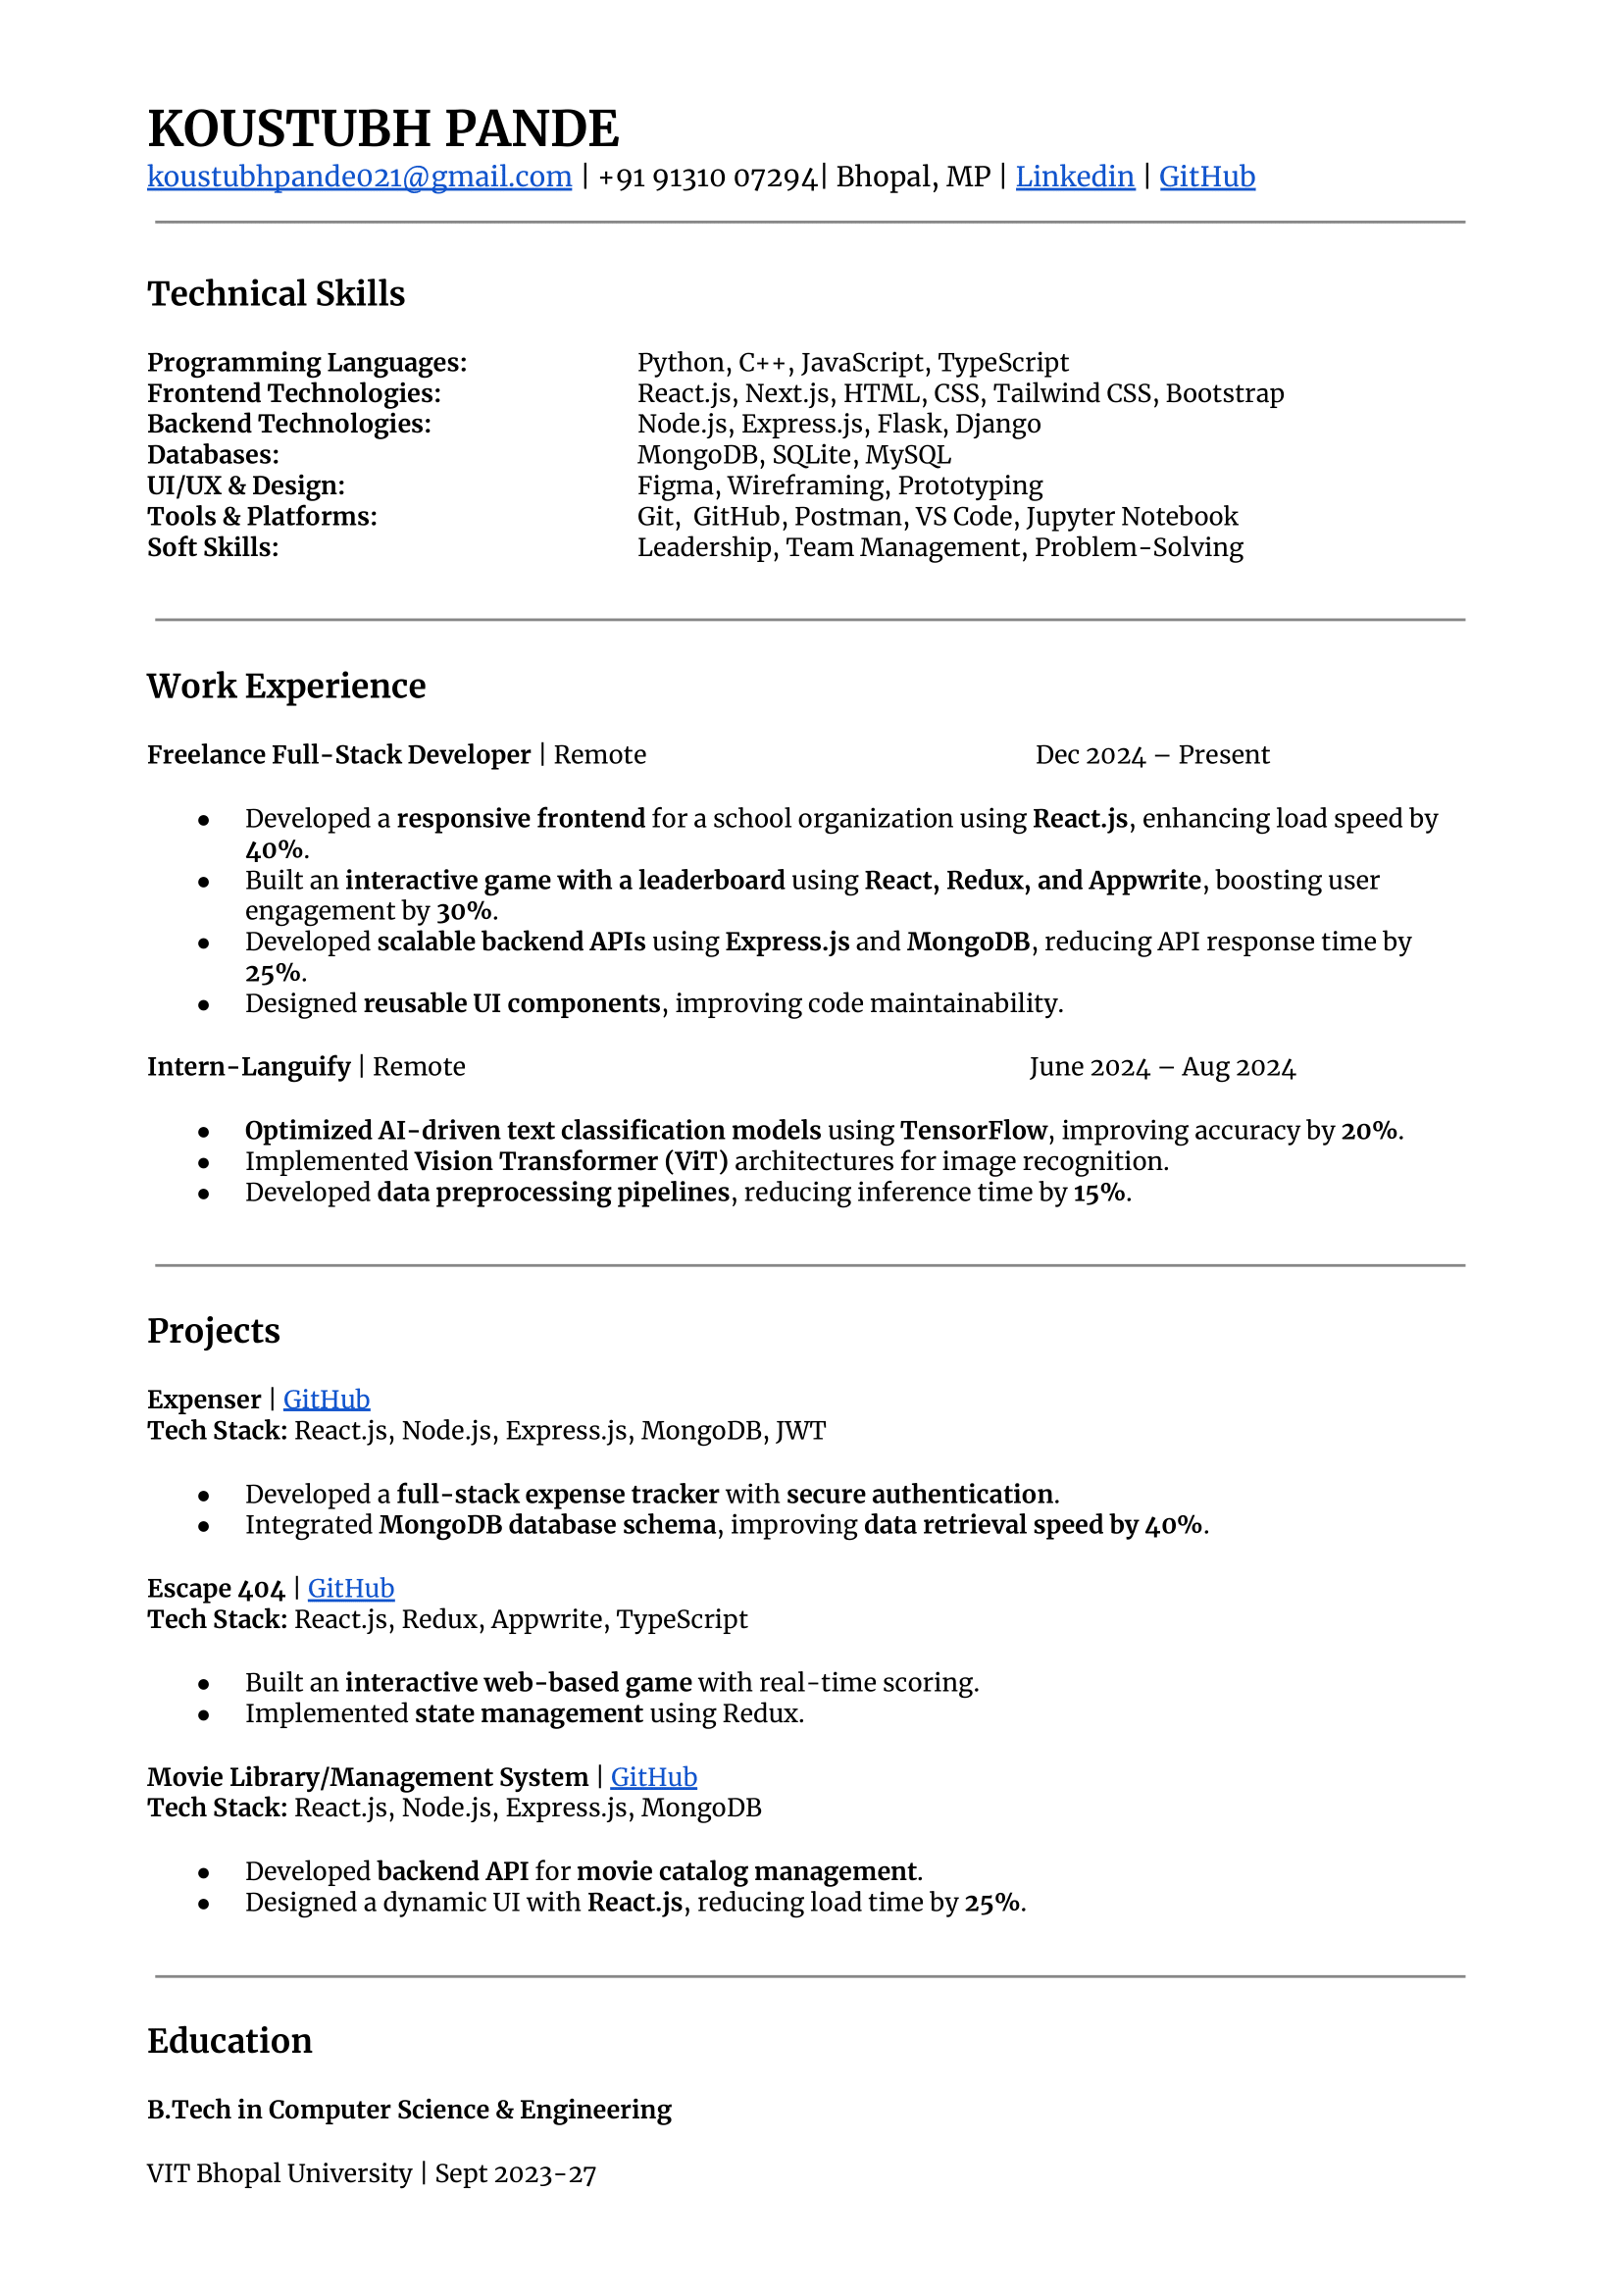 KOUSTUBH PANDE
koustubhpande021@gmail.com | +91 91310 07294| Bhopal, MP | Linkedin | GitHub
Technical Skills
Programming Languages: Python, C++, JavaScript, TypeScript
Frontend Technologies: React.js, Next.js, HTML, CSS, Tailwind CSS, Bootstrap
Backend Technologies: Node.js, Express.js, Flask, Django
Databases: MongoDB, SQLite, MySQL
UI/UX & Design: Figma, Wireframing, Prototyping
Tools & Platforms: Git, GitHub, Postman, VS Code, Jupyter Notebook
Soft Skills: Leadership, Team Management, Problem-Solving
Work Experience
Freelance Full-Stack Developer | Remote Dec 2024 – Present
● Developed a responsive frontend for a school organization using React.js, enhancing load speed by
40%.
● Built an interactive game with a leaderboard using React, Redux, and Appwrite, boosting user
engagement by 30%.
● Developed scalable backend APIs using Express.js and MongoDB, reducing API response time by
25%.
● Designed reusable UI components, improving code maintainability.
Intern-Languify | Remote June 2024 – Aug 2024
● Optimized AI-driven text classification models using TensorFlow, improving accuracy by 20%.
● Implemented Vision Transformer (ViT) architectures for image recognition.
● Developed data preprocessing pipelines, reducing inference time by 15%.
Projects
Expenser | GitHub
Tech Stack: React.js, Node.js, Express.js, MongoDB, JWT
● Developed a full-stack expense tracker with secure authentication.
● Integrated MongoDB database schema, improving data retrieval speed by 40%.
Escape 404 | GitHub
Tech Stack: React.js, Redux, Appwrite, TypeScript
● Built an interactive web-based game with real-time scoring.
● Implemented state management using Redux.
Movie Library/Management System | GitHub
Tech Stack: React.js, Node.js, Express.js, MongoDB
● Developed backend API for movie catalog management.
● Designed a dynamic UI with React.js, reducing load time by 25%.
Education
B.Tech in Computer Science & Engineering
VIT Bhopal University | Sept 2023-27